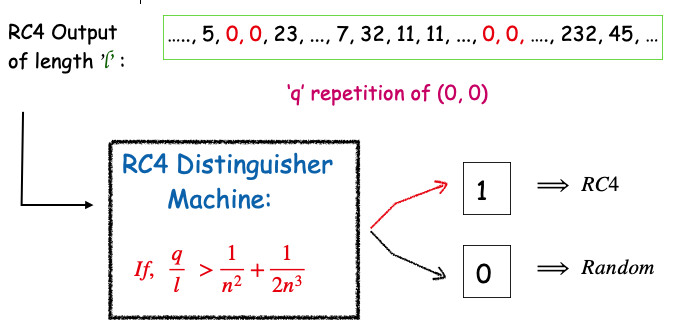 RC4 Output
of length 'l' :
....., 5, 0, 0, 23, ..., 7, 32, 11, 11, ..., 0, 0, ...., 232, 45, ...
'q' repetition of (0, 0)
RC4 Distinguisher
Machine:
If, q/l > 1/n² + 1/2n³
1 ⟹ RC4
0 ⟹ Random